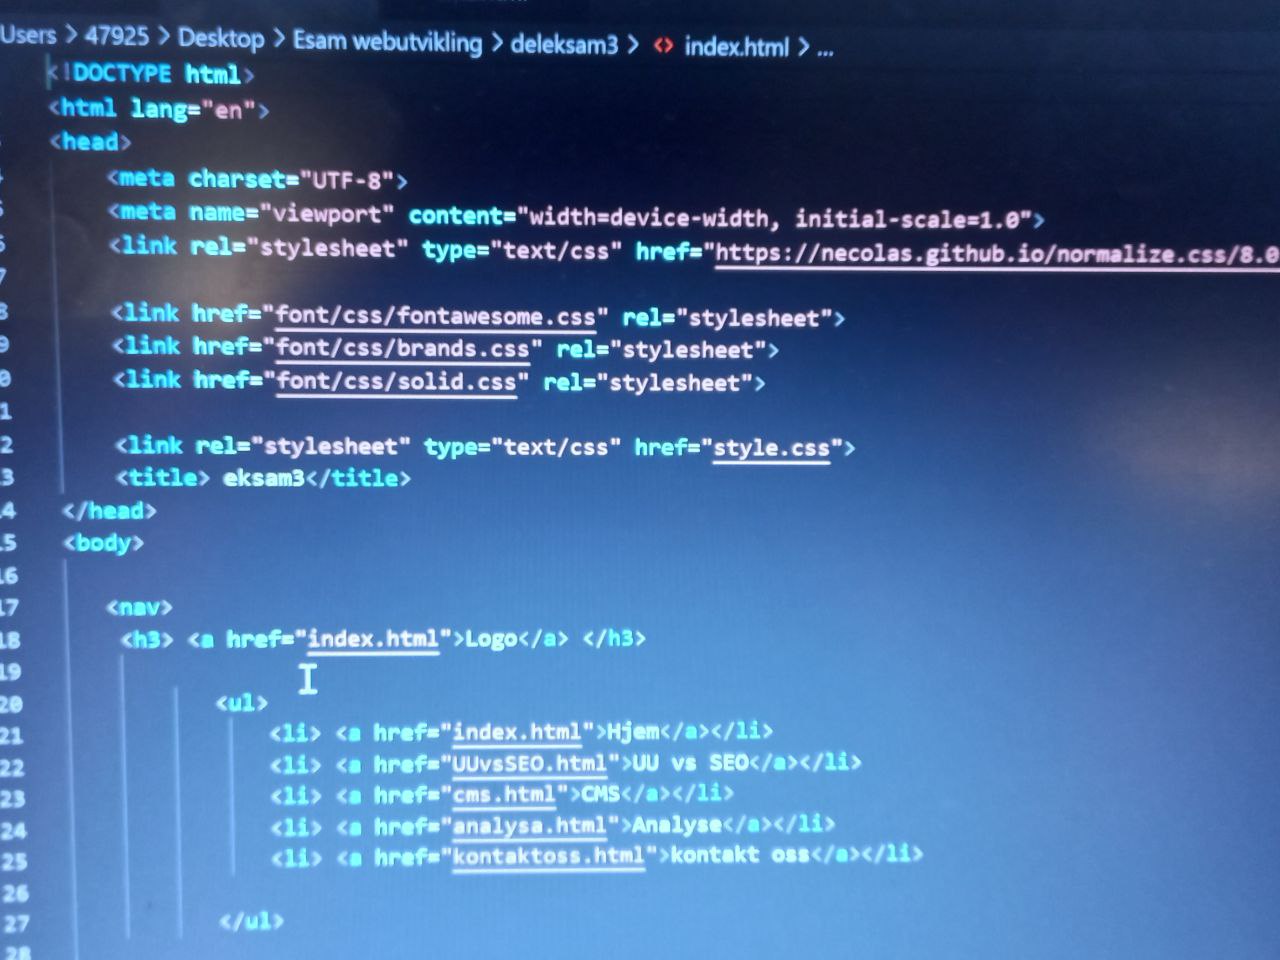 Users > 47925 > Desktop > Esam webutvikling > deleksam3 > <> index.html > ...
<!DOCTYPE html>
<html lang="en">
<head>
<meta charset="UTF-8">
5 <meta name="viewport" content="width=device-width, initial-scale=1.0">
6 <link rel="stylesheet" type="text/css" href="https://necolas.github.io/normalize.css/8.0
7
8 <link href="font/css/fontawesome.css" rel="stylesheet">
9 <link href="font/css/brands.css" rel="stylesheet">
0 <link href="font/css/solid.css" rel="stylesheet">
1
2 <link rel="stylesheet" type="text/css" href="style.css">
3 <title> eksam3</title>
14 </head>
15 <body>
16
17 <nav>
18 <h3> <a href="index.html">Logo</a> </h3>
19
20 <ul>
21 <li> <a href="index.html">Hjem</a></li>
22 <li> <a href="UUvsSEO.html">UU vs SEO</a></li>
23 <li> <a href="cms.html">CMS</a></li>
24 <li> <a href="analysa.html">Analyse</a></li>
25 <li> <a href="kontaktoss.html">kontakt oss</a></li>
26
27 </ul>
28